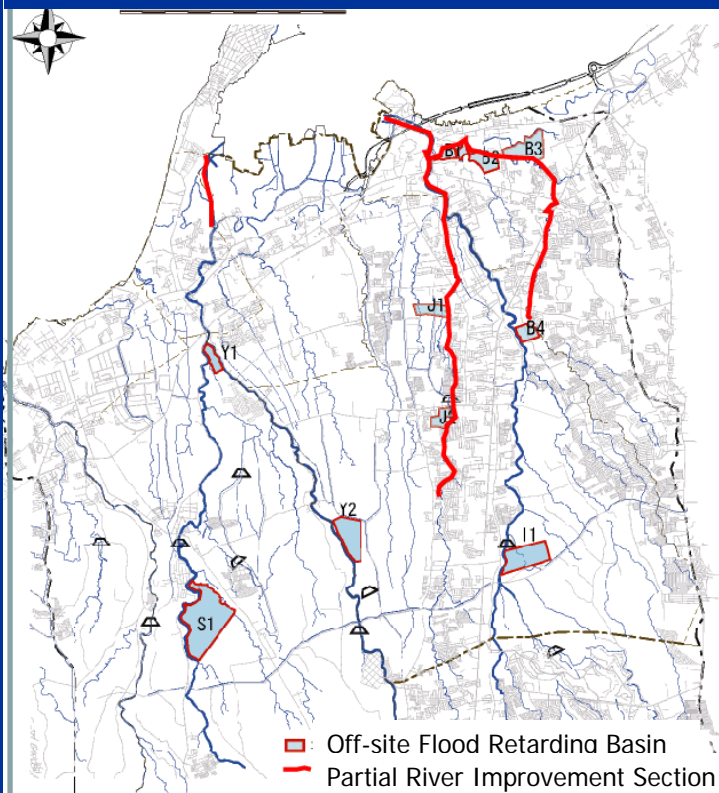 B1
B2
B3
J1
B4
Y1
J2
Y2
I1
S1
Off-site Flood Retarding Basin
Partial River Improvement Section